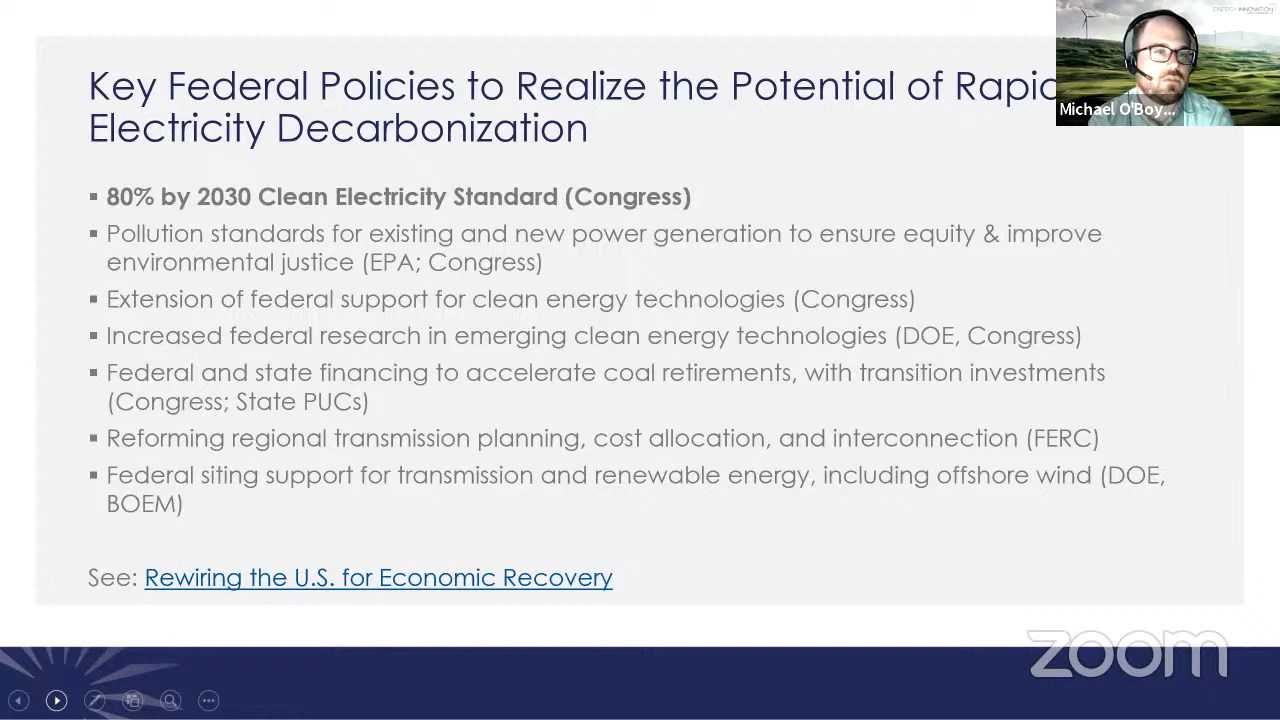 ENERGY INNOVATION
Key Federal Policies to Realize the Potential of Rapid
Electricity Decarbonization
Michael O'Boy...
▪ 80% by 2030 Clean Electricity Standard (Congress)
▪ Pollution standards for existing and new power generation to ensure equity & improve
environmental justice (EPA; Congress)
▪ Extension of federal support for clean energy technologies (Congress)
▪ Increased federal research in emerging clean energy technologies (DOE, Congress)
▪ Federal and state financing to accelerate coal retirements, with transition investments
(Congress; State PUCs)
▪ Reforming regional transmission planning, cost allocation, and interconnection (FERC)
▪ Federal siting support for transmission and renewable energy, including offshore wind (DOE,
BOEM)
See: Rewiring the U.S. for Economic Recovery
zoom